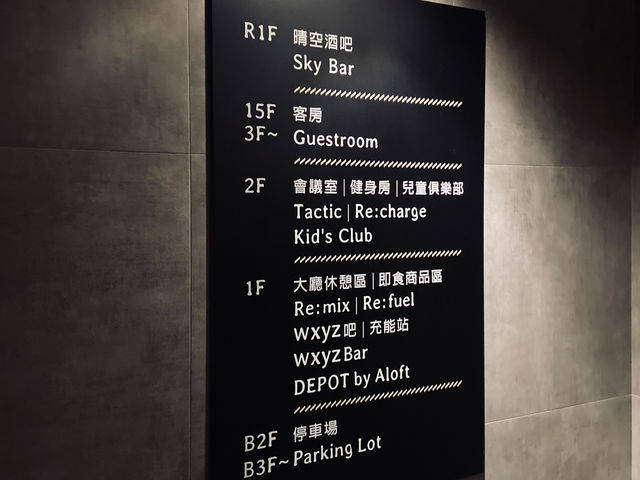 R1F 晴空酒吧
Sky Bar
15F 客房
3F~ Guestroom
2F 會議室 | 健身房 | 兒童俱樂部
Tactic | Re:charge
Kid's Club
1F 大廳休憩區 | 即食商品區
Re:mix | Re:fuel
wxyz吧 | 充能站
wxyz Bar
DEPOT by Aloft
B2F 停車場
B3F~ Parking Lot